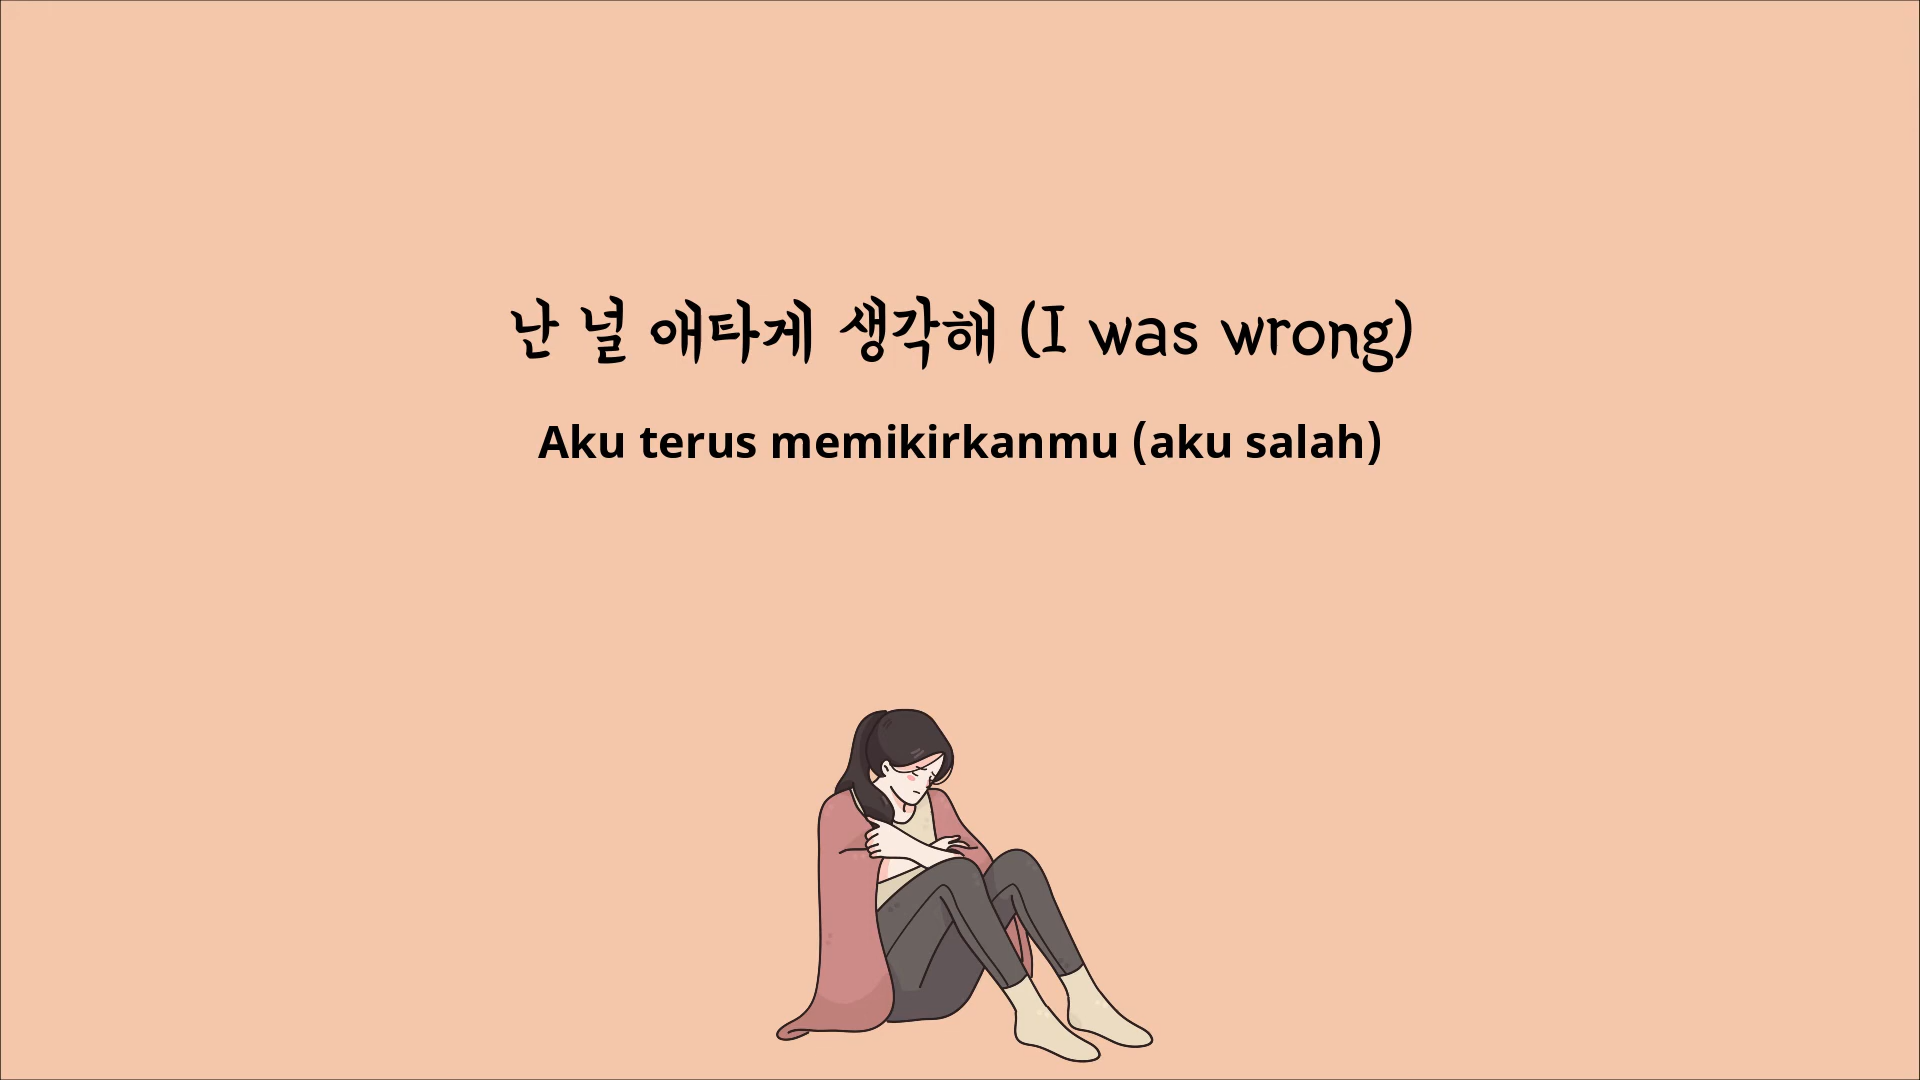 난 널 애타게 생각해 (I was wrong)
Aku terus memikirkanmu (aku salah)